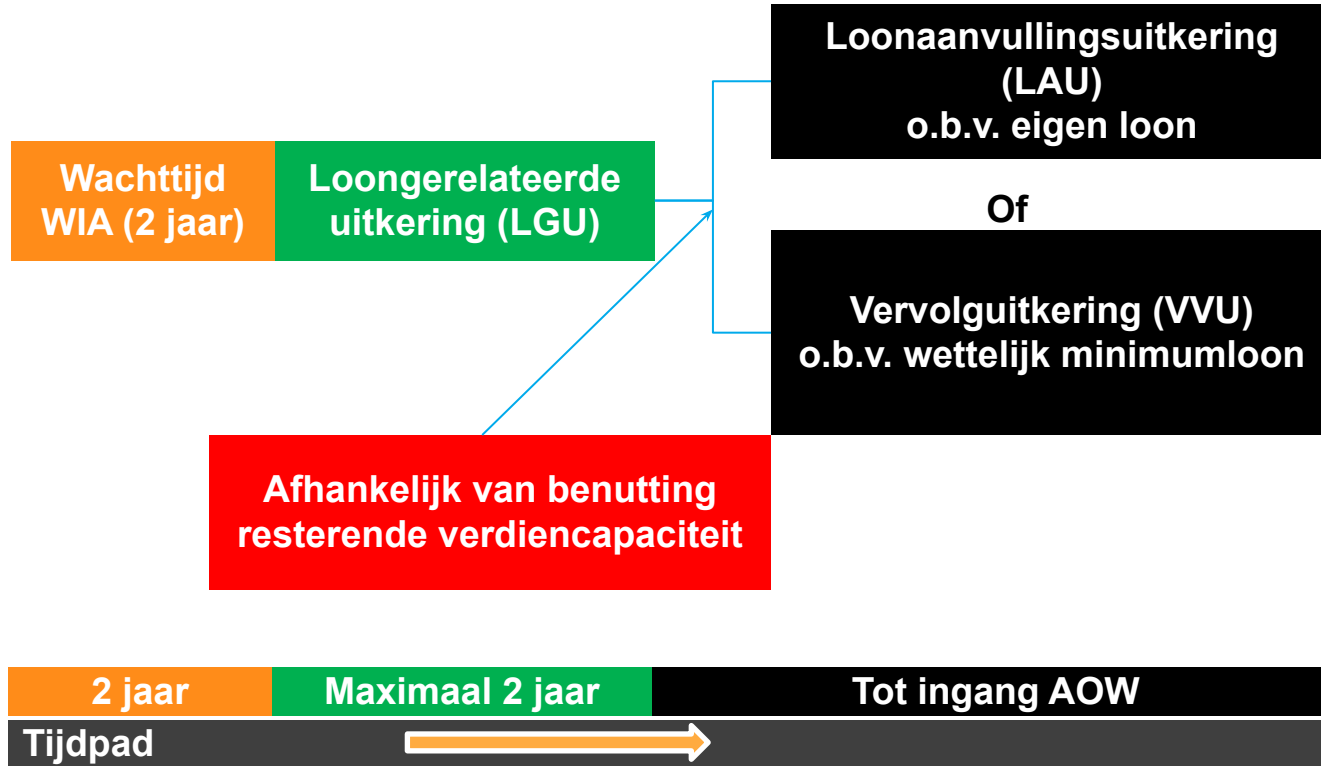 Loonaanvullingsuitkering
(LAU)
o.b.v. eigen loon
Wachttijd
WIA (2 jaar)
Loongerelateerde
uitkering (LGU)
Of
Vervolguitkering (VVU)
o.b.v. wettelijk minimumloon
Afhankelijk van benutting
resterende verdiencapaciteit
2 jaar
Maximaal 2 jaar
Tot ingang AOW
Tijdpad